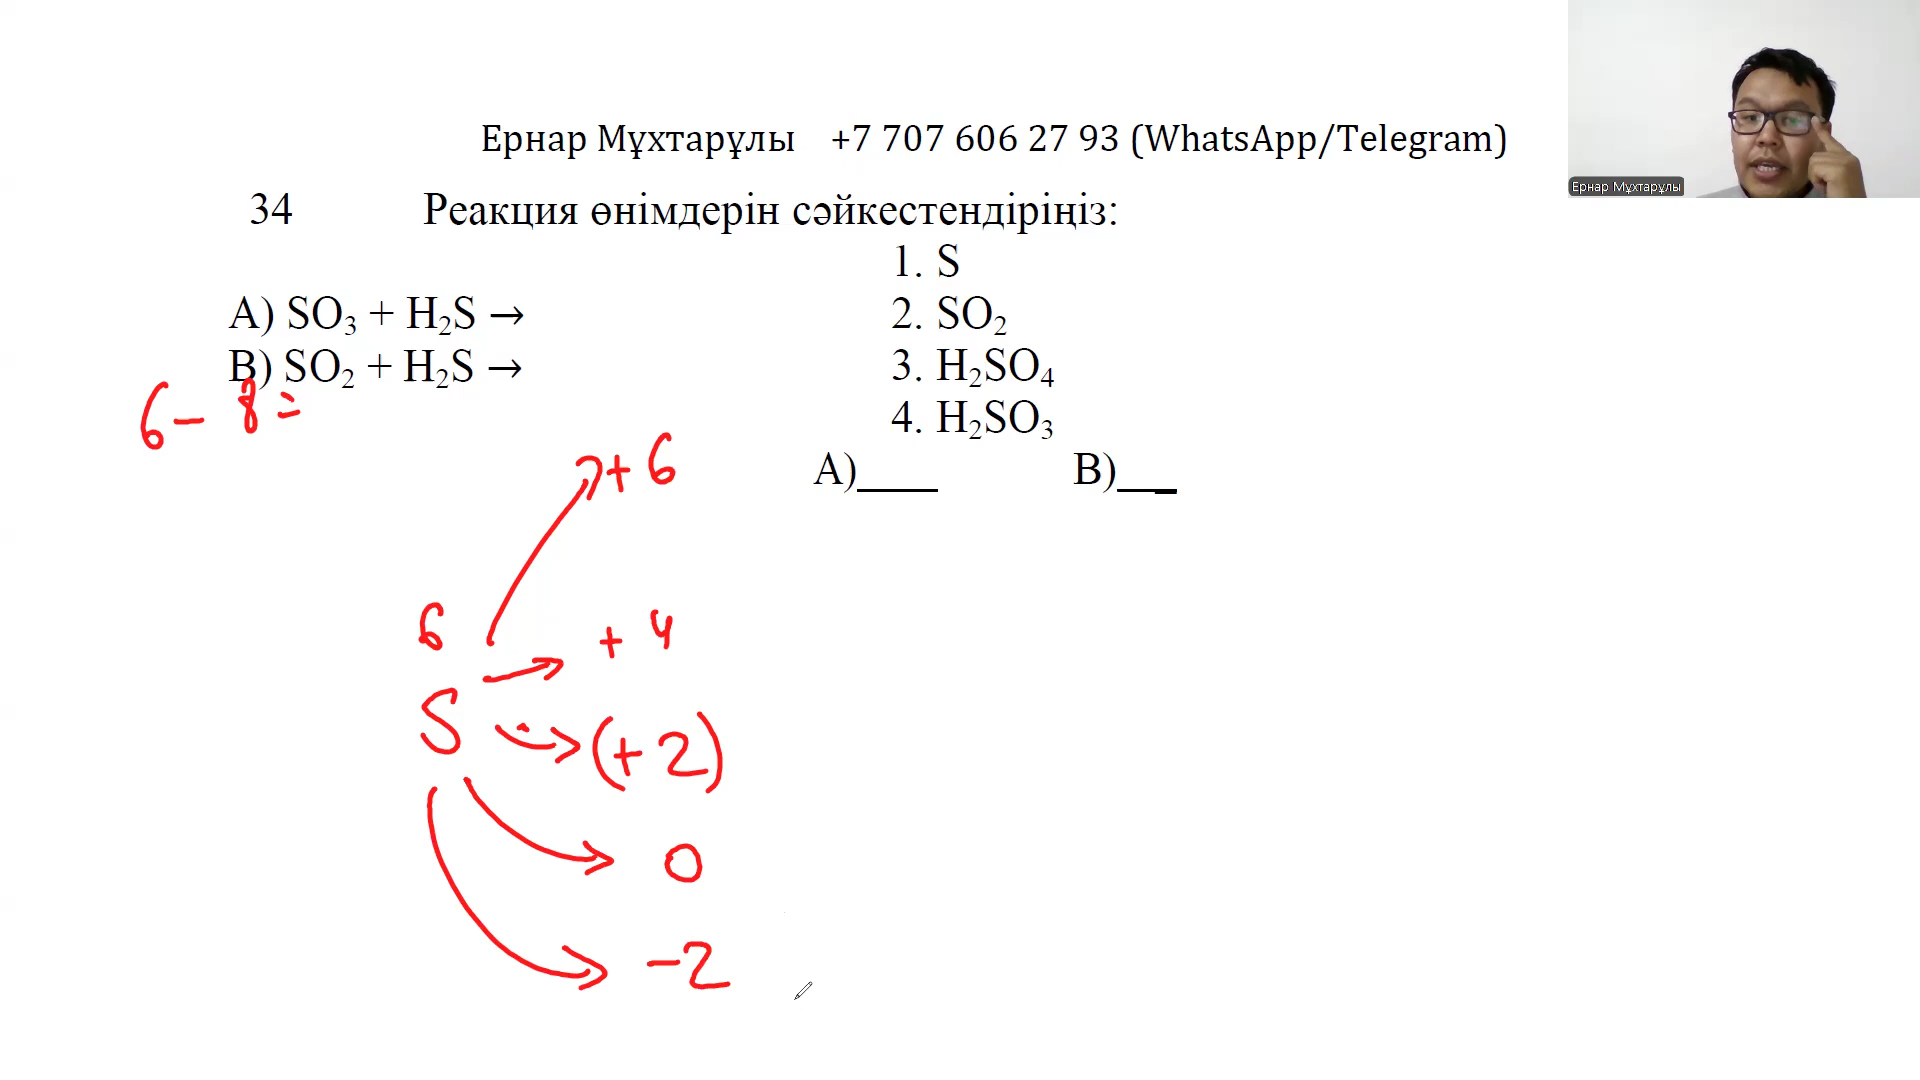 Ернар Мұхтарұлы +7 707 606 27 93 (WhatsApp/Telegram)
Ернар Мұхтарұлы
34 Реакция өнімдерін сәйкестендіріңіз:
1. S
A) SO₃ + H₂S → 2. SO₂
B) SO₂ + H₂S → 3. H₂SO₄
6 - 8 =
4. H₂SO₃
A)____ B)___
+ 6
6
+ 4
S
(+ 2)
0
-2